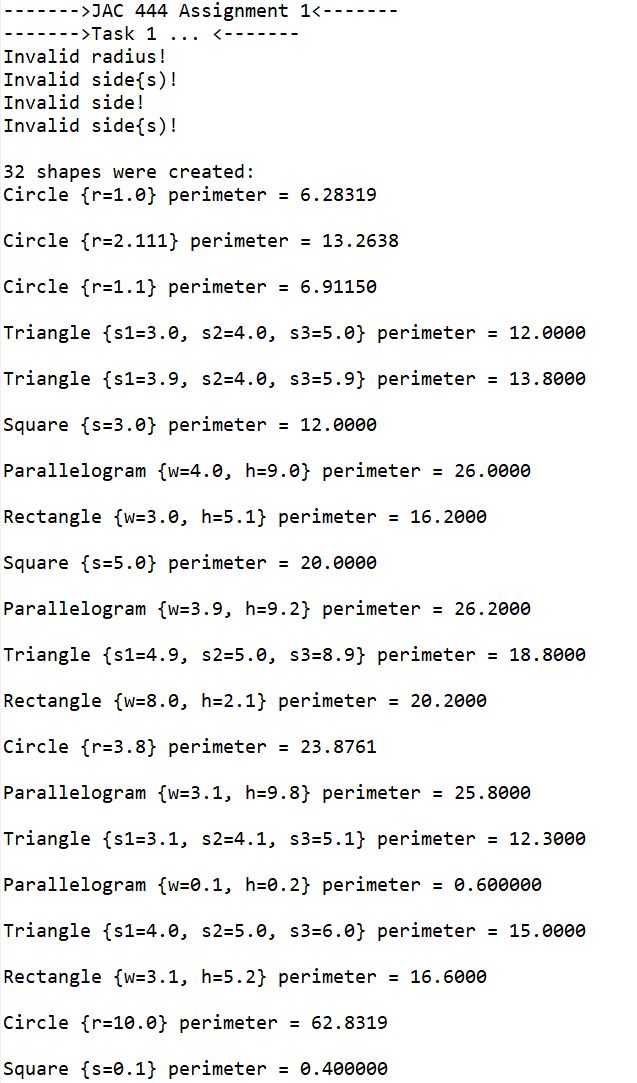 ------->JAC 444 Assignment 1<-------
------->Task 1 ... <-------
Invalid radius!
Invalid side{s)!
Invalid side!
Invalid side{s)!
32 shapes were created:
Circle {r=1.0} perimeter = 6.28319
Circle {r=2.111} perimeter = 13.2638
Circle {r=1.1} perimeter = 6.91150
Triangle {s1=3.0, s2=4.0, s3=5.0} perimeter = 12.0000
Triangle {s1=3.9, s2=4.0, s3=5.9} perimeter = 13.8000
Square {s=3.0} perimeter = 12.0000
Parallelogram {w=4.0, h=9.0} perimeter = 26.0000
Rectangle {w=3.0, h=5.1} perimeter = 16.2000
Square {s=5.0} perimeter = 20.0000
Parallelogram {w=3.9, h=9.2} perimeter = 26.2000
Triangle {s1=4.9, s2=5.0, s3=8.9} perimeter = 18.8000
Rectangle {w=8.0, h=2.1} perimeter = 20.2000
Circle {r=3.8} perimeter = 23.8761
Parallelogram {w=3.1, h=9.8} perimeter = 25.8000
Triangle {s1=3.1, s2=4.1, s3=5.1} perimeter = 12.3000
Parallelogram {w=0.1, h=0.2} perimeter = 0.600000
Triangle {s1=4.0, s2=5.0, s3=6.0} perimeter = 15.0000
Rectangle {w=3.1, h=5.2} perimeter = 16.6000
Circle {r=10.0} perimeter = 62.8319
Square {s=0.1} perimeter = 0.400000